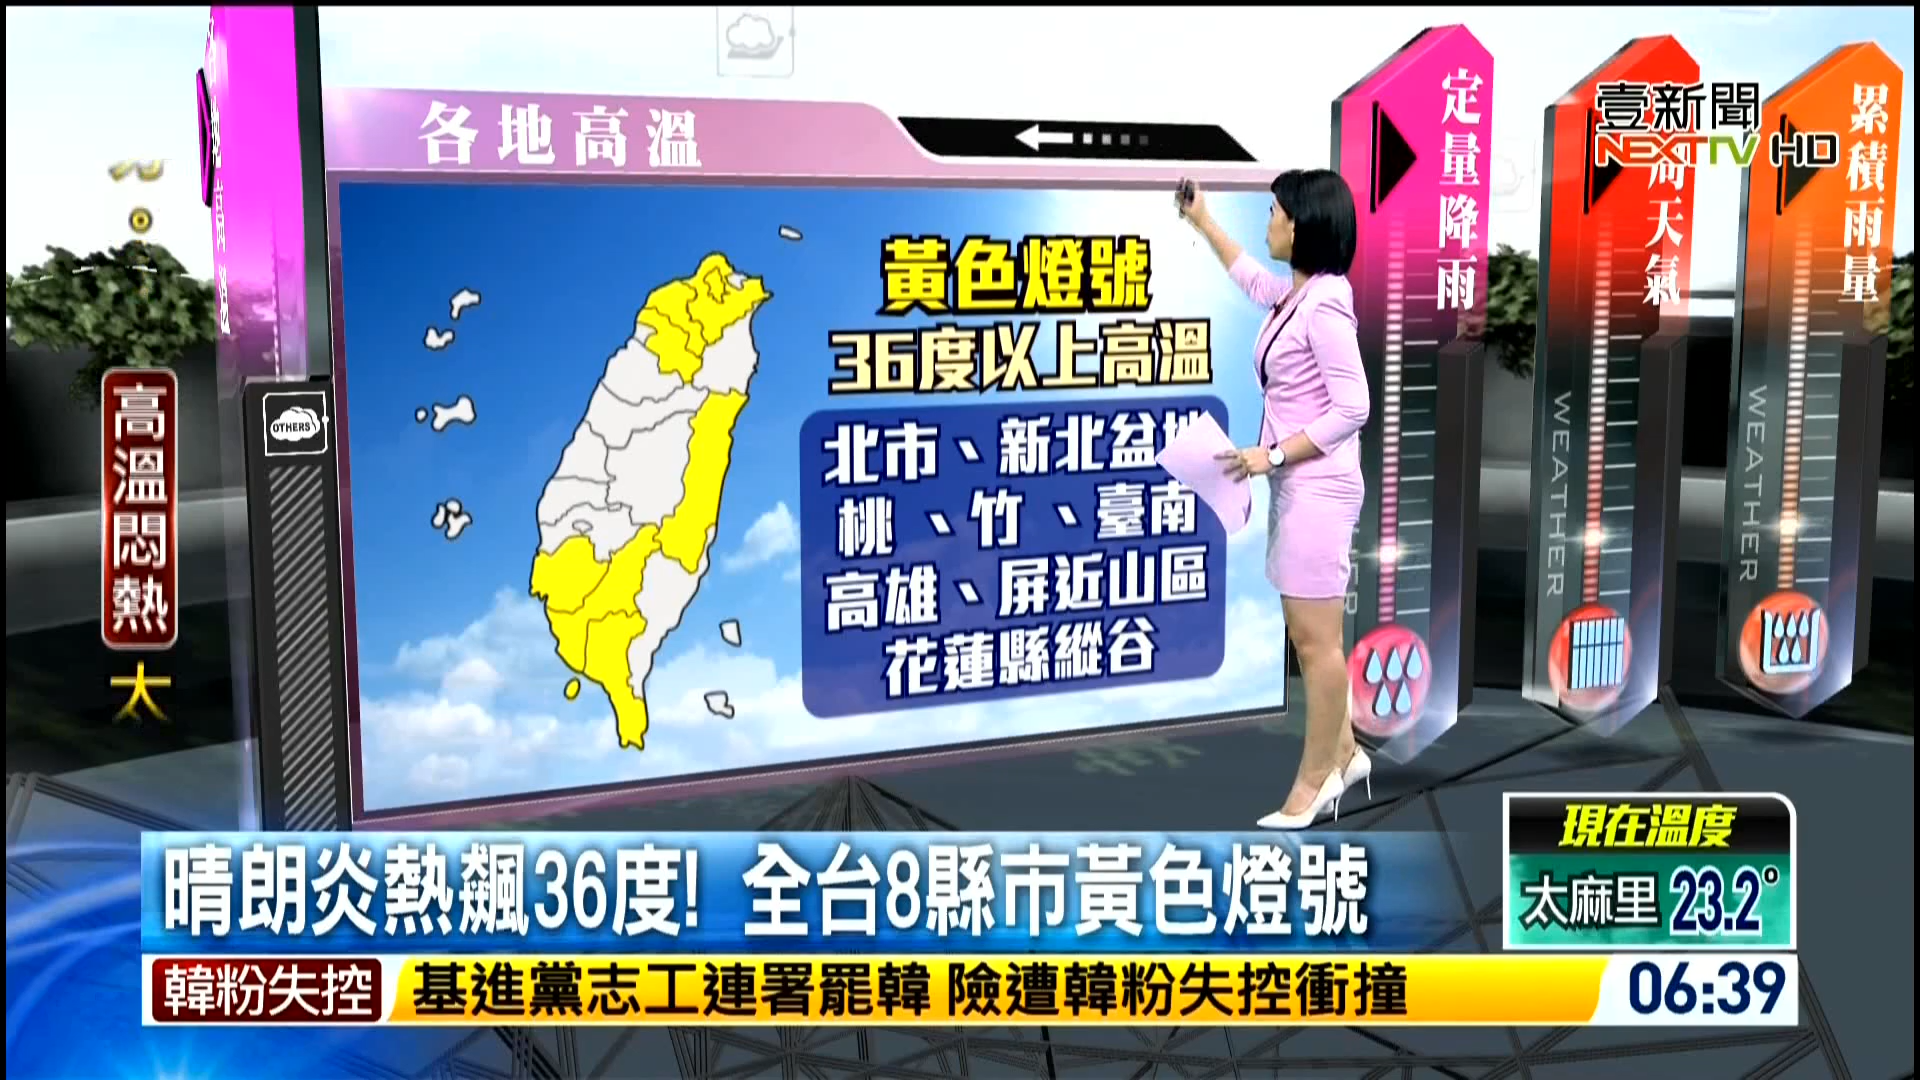 各地高溫
黃色燈號
36度以上高溫
北市、新北盆地
桃、竹、臺南
高雄、屏近山區
花蓮縣縱谷
定量降雨
周天氣
累積雨量
壹新聞
NEXTTV HD
OTHERS
WEATHER
WEATHER
高溫悶熱
大
晴朗炎熱飆36度! 全台8縣市黃色燈號
現在溫度
太麻里 23.2°
韓粉失控 基進黨志工連署罷韓 險遭韓粉失控衝撞
06:39